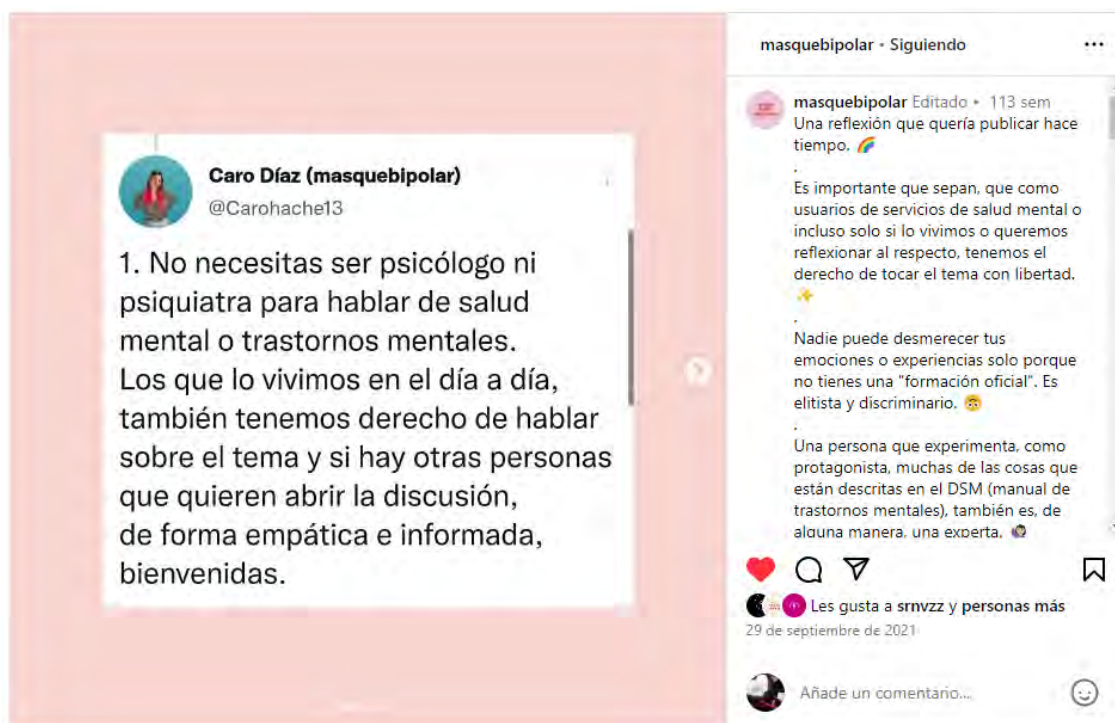 Caro Díaz (masquebipolar)
@Carohache13
1. No necesitas ser psicólogo ni
psiquiatra para hablar de salud
mental o trastornos mentales.
Los que lo vivimos en el día a día,
también tenemos derecho de hablar
sobre el tema y si hay otras personas
que quieren abrir la discusión,
de forma empática e informada,
bienvenidas.
masquebipolar • Siguiendo
masquebipolar Editado • 113 sem
Una reflexión que quería publicar hace
tiempo. 🌈
.
Es importante que sepan, que como
usuarios de servicios de salud mental o
incluso solo si lo vivimos o queremos
reflexionar al respecto, tenemos el
derecho de tocar el tema con libertad.
✨
.
Nadie puede desmerecer tus
emociones o experiencias solo porque
no tienes una "formación oficial". Es
elitista y discriminario.
.
Una persona que experimenta, como
protagonista, muchas de las cosas que
están descritas en el DSM (manual de
trastornos mentales), también es, de
alguna manera, una experta.
Les gusta a srnvzz y personas más
29 de septiembre de 2021
Añade un comentario...